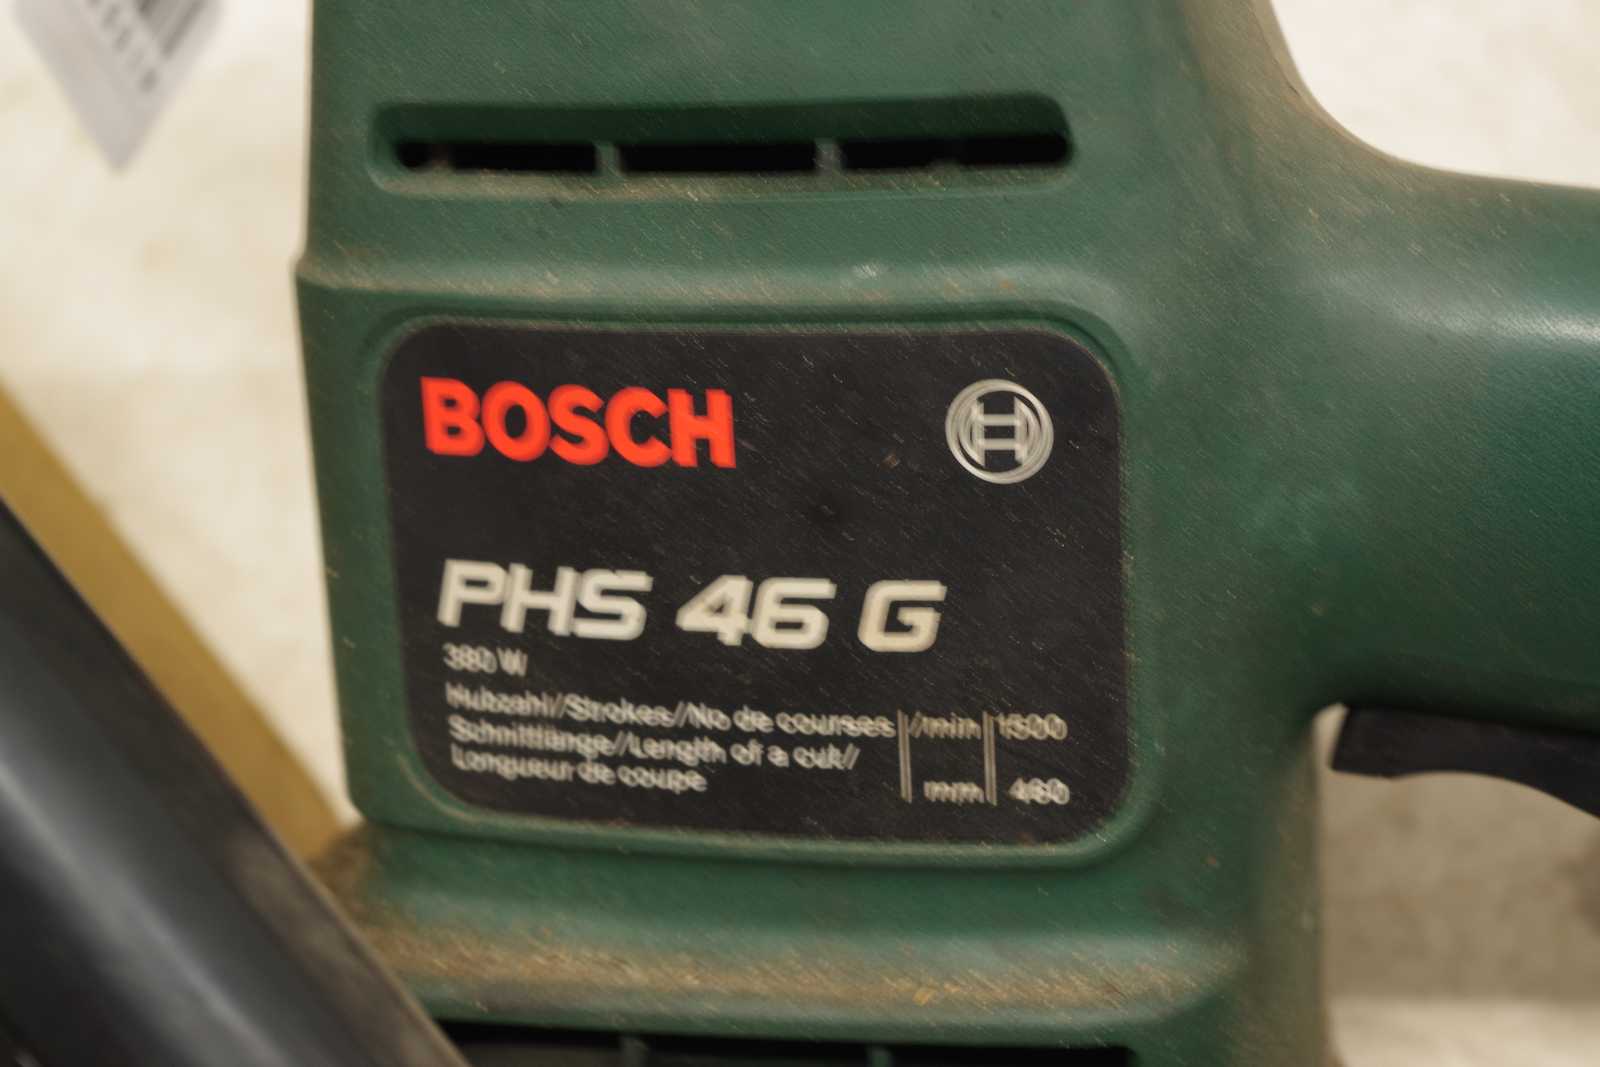 BOSCH
PHS 46 G
380 W
Hubzahl//Strokes//No de courses /min 1500
Schnittlänge//Length of a cut//
Longueur de coupe mm 460